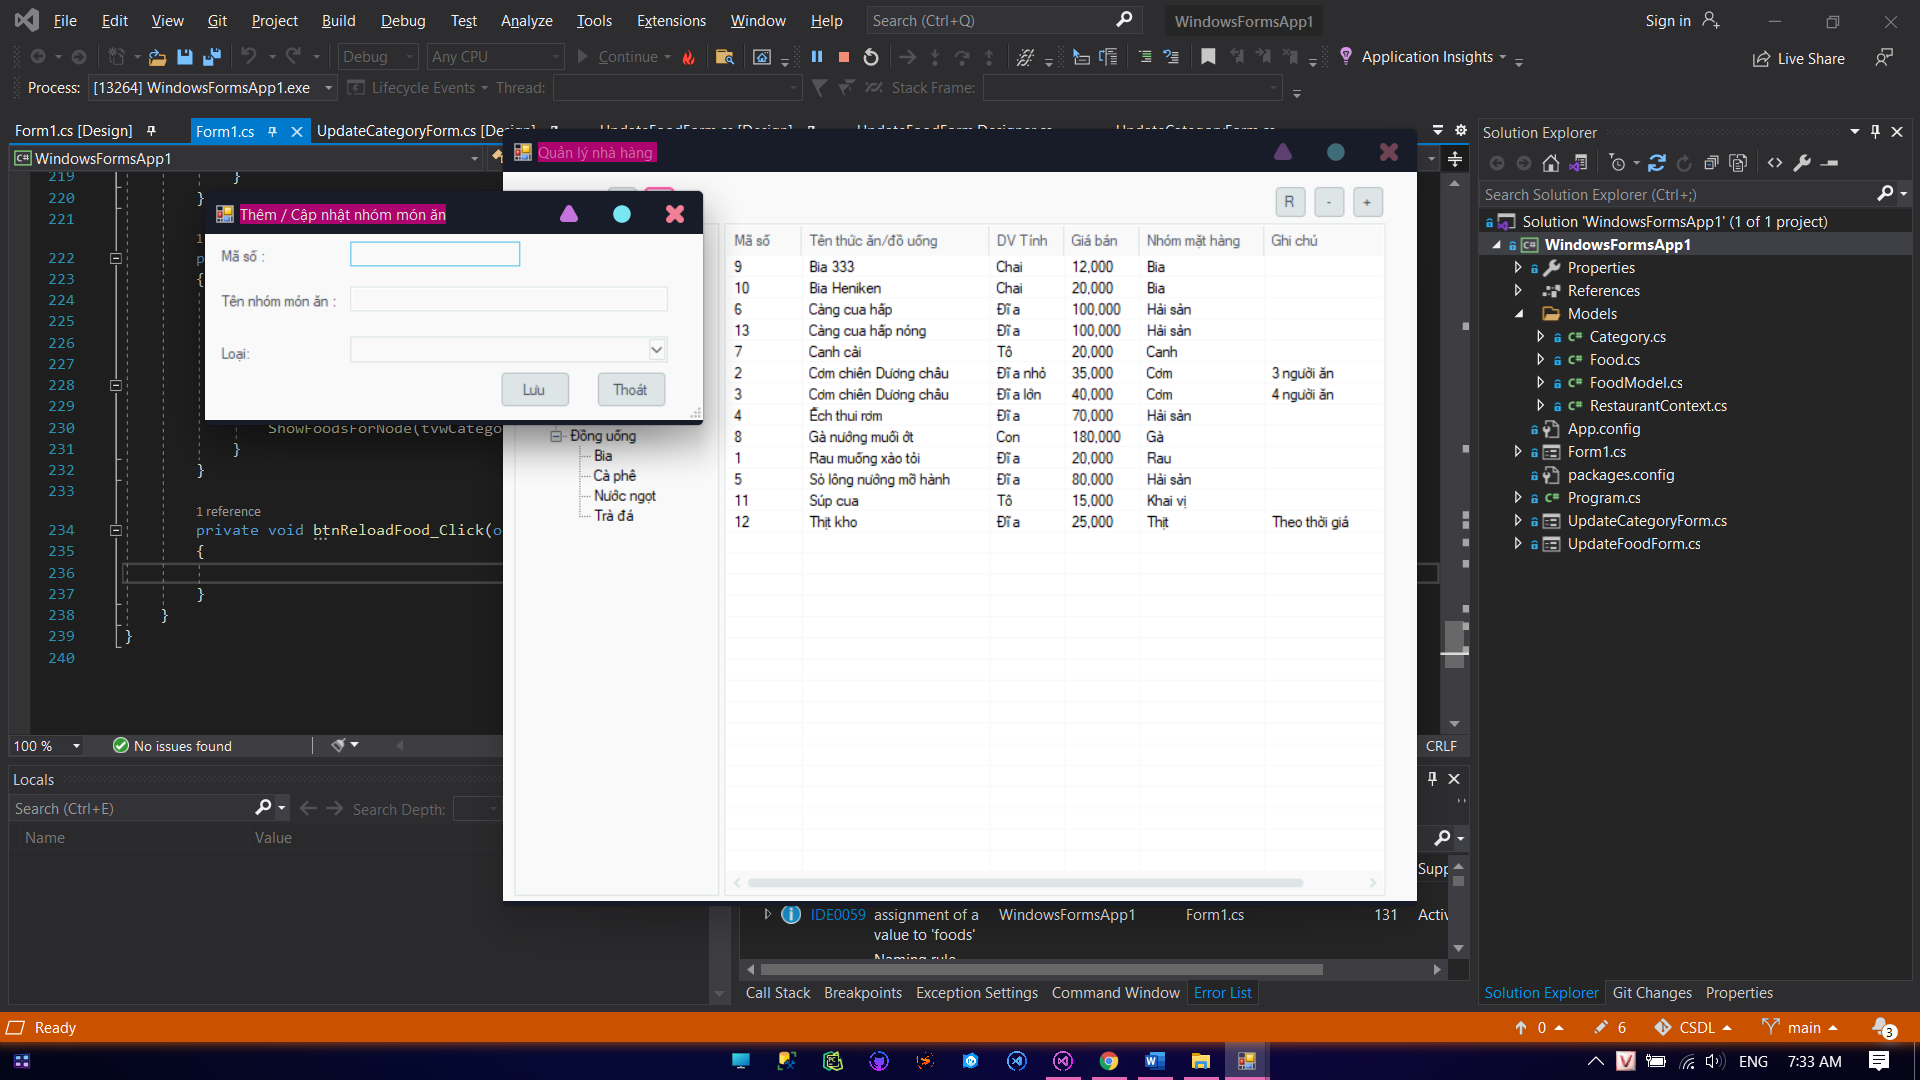 File Edit View Git Project Build Debug Test Analyze Tools Extensions Window Help Search (Ctrl+Q) WindowsFormsApp1 Sign in
Debug Any CPU Continue Application Insights Live Share
Process: [13264] WindowsFormsApp1.exe Lifecycle Events Thread: Stack Frame:
Form1.cs [Design] Form1.cs UpdateCategoryForm.cs [Design]
WindowsFormsApp1
Quản lý nhà hàng
R - +
Mã số Tên thức ăn/đồ uống DV Tính Giá bán Nhóm mặt hàng Ghi chú
9 Bia 333 Chai 12,000 Bia
10 Bia Heniken Chai 20,000 Bia
6 Càng cua hấp Đĩa 100,000 Hải sản
13 Càng cua hấp nóng Đĩa 100,000 Hải sản
7 Canh cải Tô 20,000 Canh
2 Cơm chiên Dương châu Đĩa nhỏ 35,000 Cơm 3 người ăn
3 Cơm chiên Dương châu Đĩa lớn 40,000 Cơm 4 người ăn
4 Ếch thui rơm Đĩa 70,000 Hải sản
8 Gà nướng muối ớt Con 180,000 Gà
1 Rau muống xào tỏi Đĩa 20,000 Rau
5 Sò lông nướng mỡ hành Đĩa 80,000 Hải sản
11 Súp cua Tô 15,000 Khai vị
12 Thịt kho Đĩa 25,000 Thịt Theo thời giá
Thêm / Cập nhật nhóm món ăn
Mã số :
Tên nhóm món ăn :
Loại:
Lưu Thoát
Đồng uống
Bia
Cà phê
Nước ngọt
Trà đá
219 }
220 }
221
222
223 {
224
225
226
227
228
229
230 ShowFoodsForNode(tvwCatego
231 }
232 }
233
1 reference
234 private void btnReloadFood_Click(o
235 {
236
237 }
238 }
239 }
240
100 % No issues found CRLF
Locals
Search (Ctrl+E) Search Depth:
Name Value
Supp
IDE0059 assignment of a value to 'foods' WindowsFormsApp1 Form1.cs 131 Activ
Call Stack Breakpoints Exception Settings Command Window Error List
Solution Explorer
Search Solution Explorer (Ctrl+;)
Solution 'WindowsFormsApp1' (1 of 1 project)
WindowsFormsApp1
Properties
References
Models
Category.cs
Food.cs
FoodModel.cs
RestaurantContext.cs
App.config
Form1.cs
packages.config
Program.cs
UpdateCategoryForm.cs
UpdateFoodForm.cs
Solution Explorer Git Changes Properties
Ready 0 6 CSDL main 3
ENG 7:33 AM